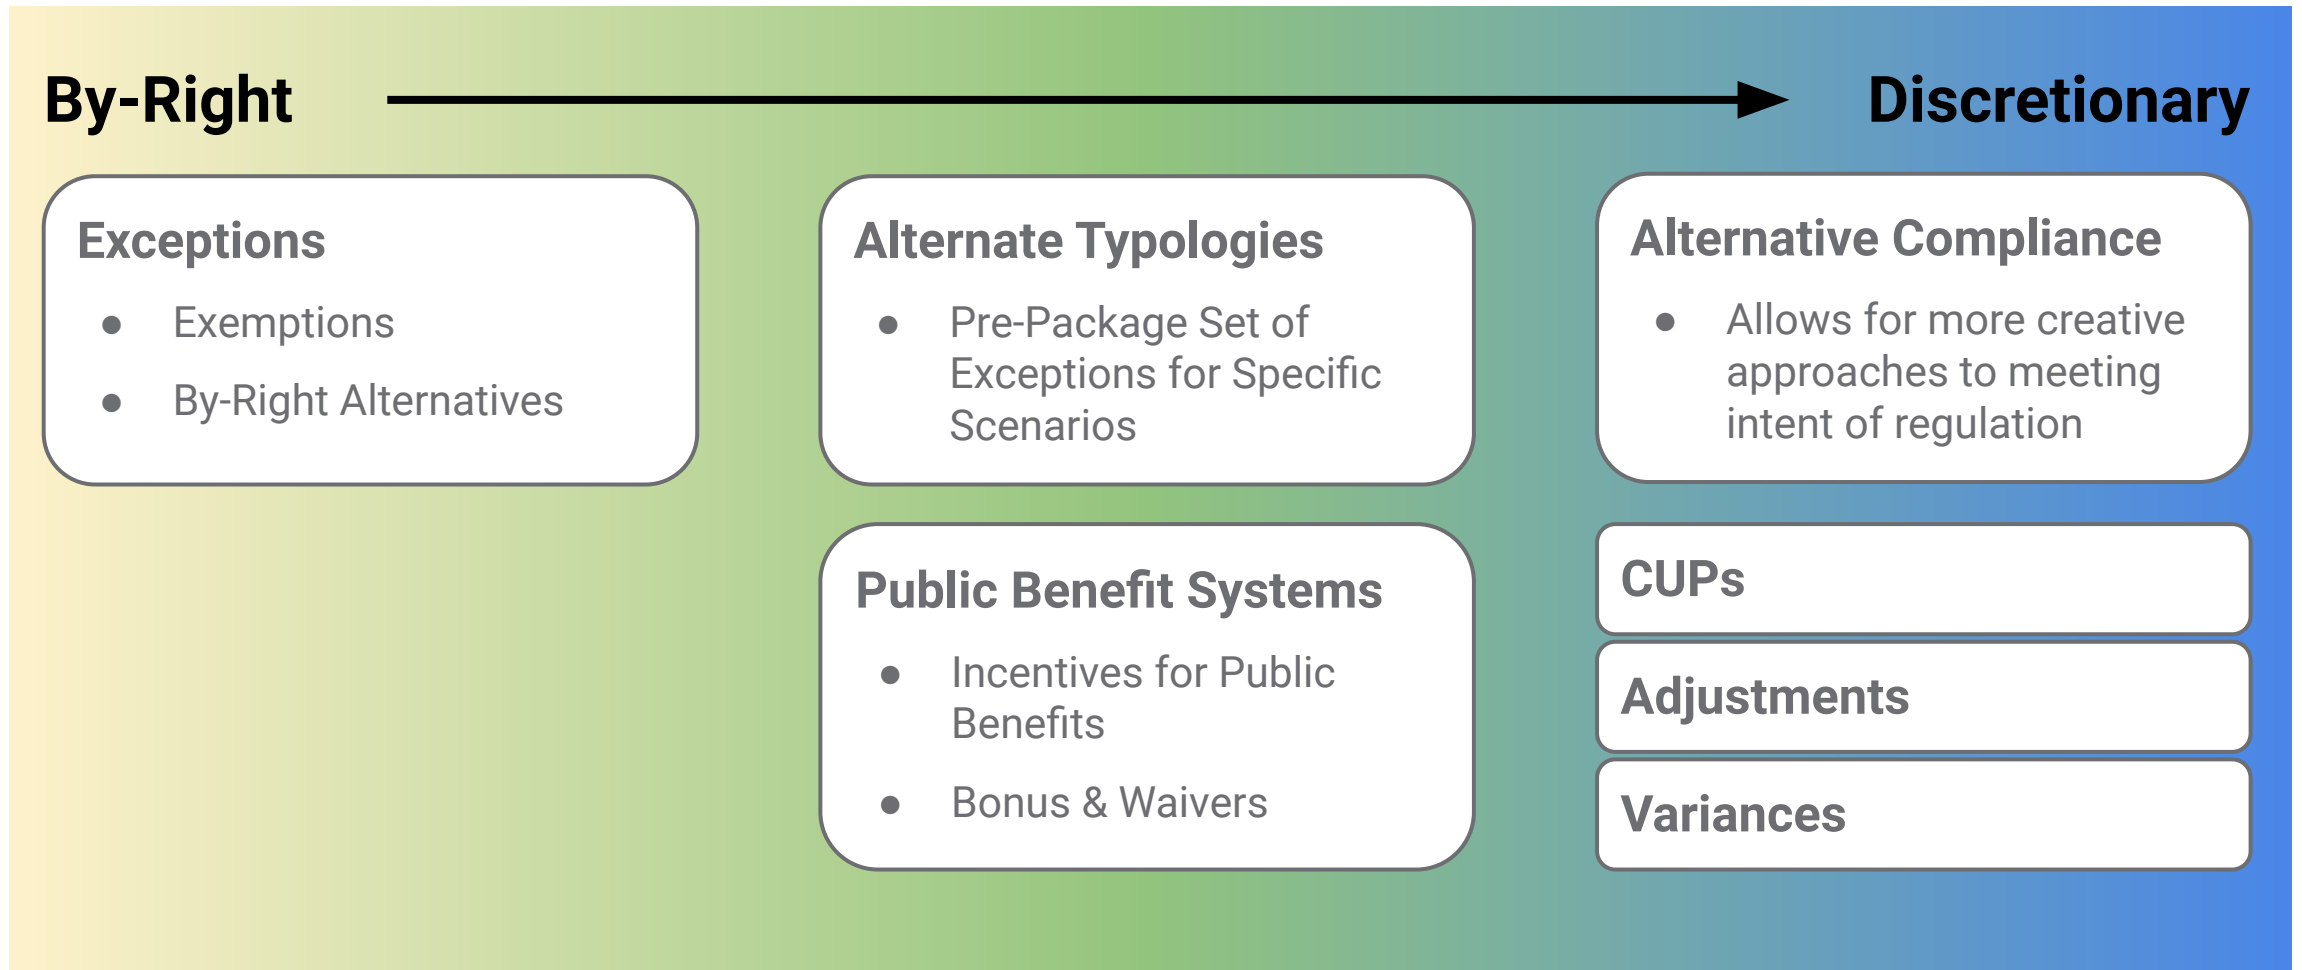 By-Right
Discretionary
Exceptions
● Exemptions
● By-Right Alternatives
Alternate Typologies
● Pre-Package Set of
Exceptions for Specific
Scenarios
Public Benefit Systems
● Incentives for Public
Benefits
● Bonus & Waivers
Alternative Compliance
● Allows for more creative
approaches to meeting
intent of regulation
CUPs
Adjustments
Variances